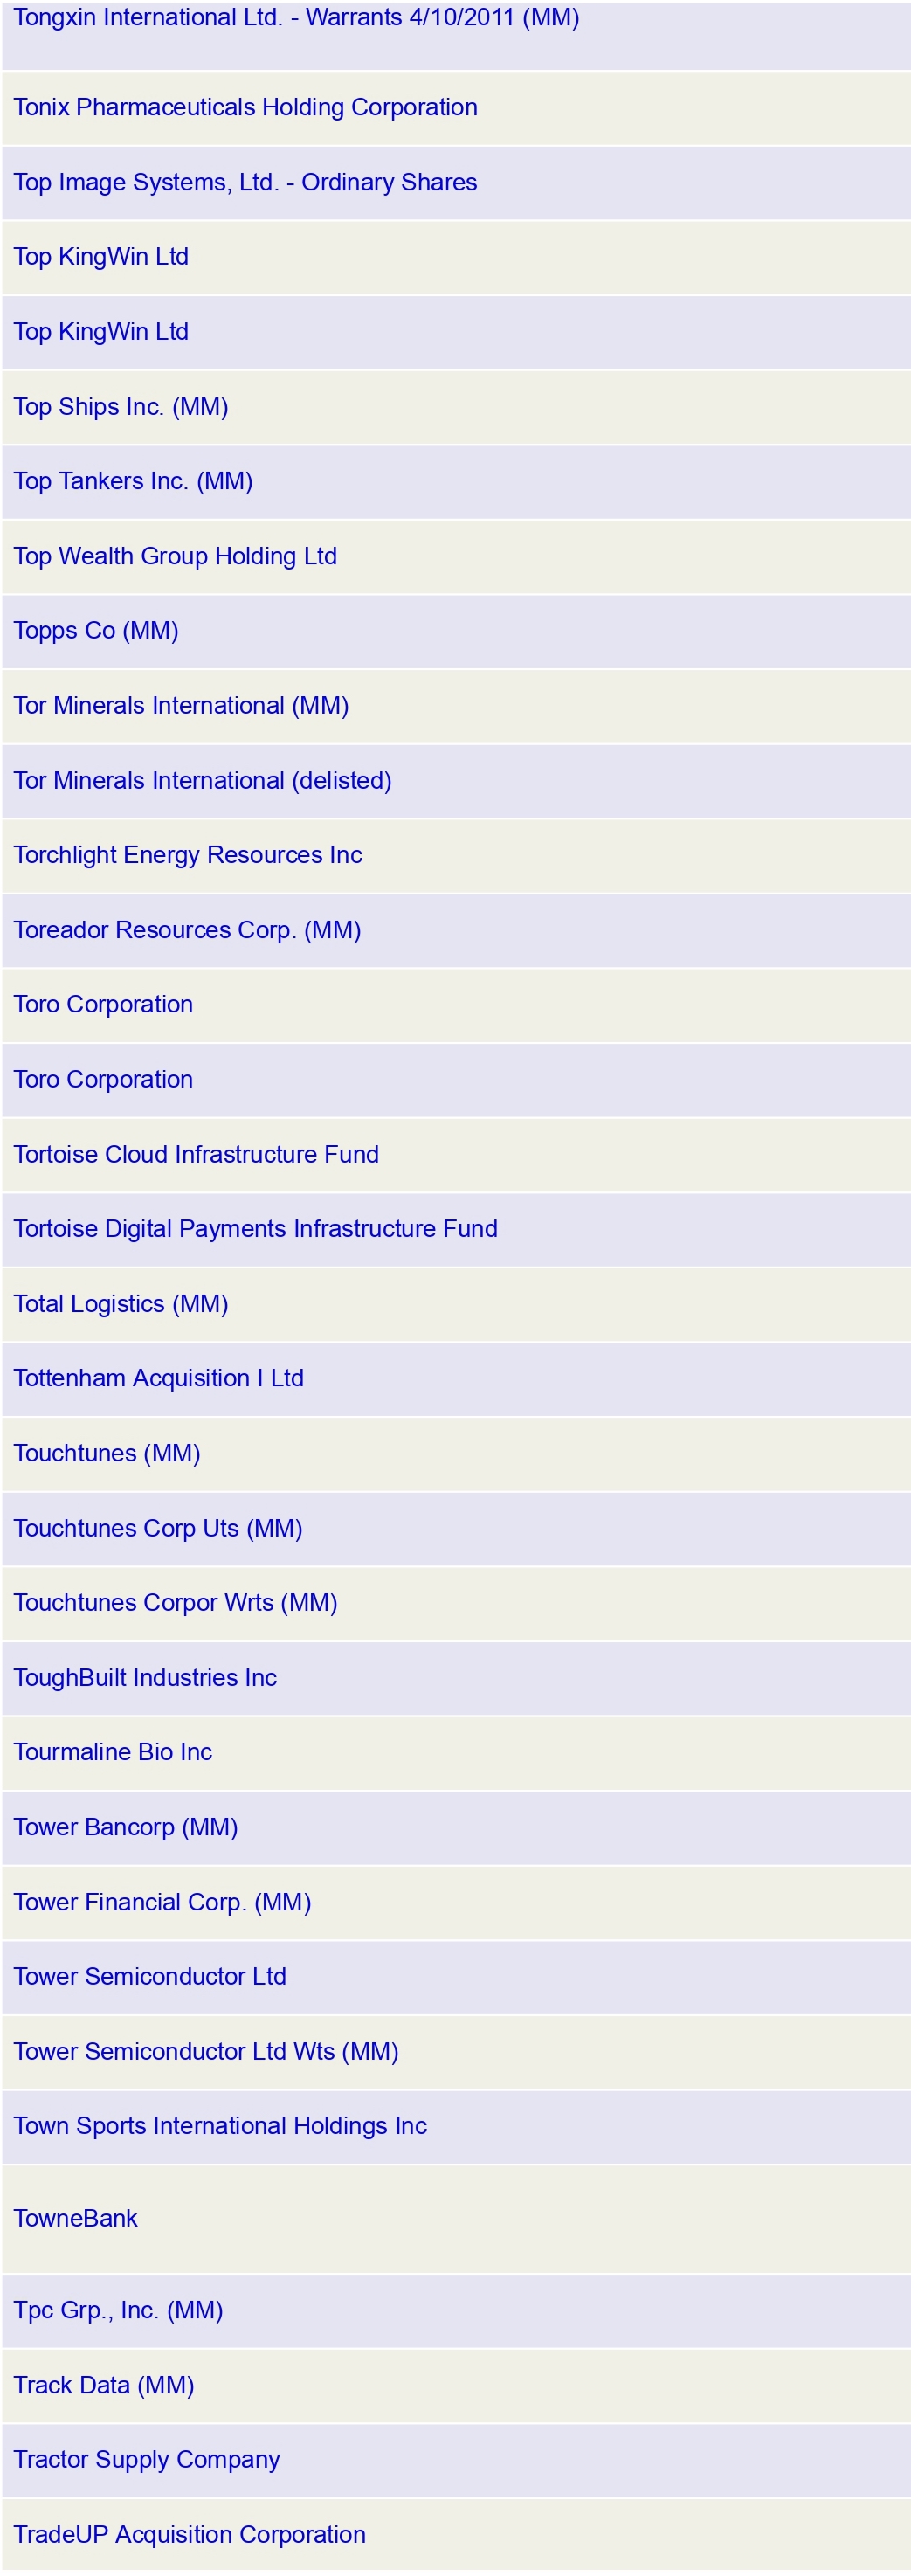 Tongxin International Ltd. - Warrants 4/10/2011 (MM)
Tonix Pharmaceuticals Holding Corporation
Top Image Systems, Ltd. - Ordinary Shares
Top KingWin Ltd
Top KingWin Ltd
Top Ships Inc. (MM)
Top Tankers Inc. (MM)
Top Wealth Group Holding Ltd
Topps Co (MM)
Tor Minerals International (MM)
Tor Minerals International (delisted)
Torchlight Energy Resources Inc
Toreador Resources Corp. (MM)
Toro Corporation
Toro Corporation
Tortoise Cloud Infrastructure Fund
Tortoise Digital Payments Infrastructure Fund
Total Logistics (MM)
Tottenham Acquisition I Ltd
Touchtunes (MM)
Touchtunes Corp Uts (MM)
Touchtunes Corpor Wrts (MM)
ToughBuilt Industries Inc
Tourmaline Bio Inc
Tower Bancorp (MM)
Tower Financial Corp. (MM)
Tower Semiconductor Ltd
Tower Semiconductor Ltd Wts (MM)
Town Sports International Holdings Inc
TowneBank
Tpc Grp., Inc. (MM)
Track Data (MM)
Tractor Supply Company
TradeUP Acquisition Corporation